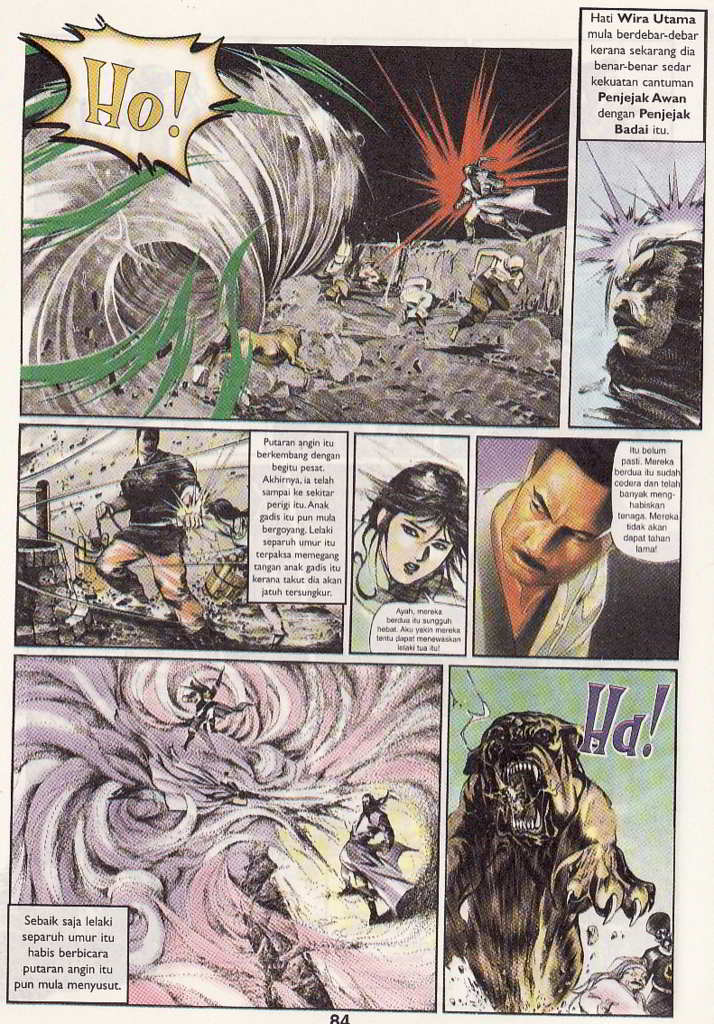 Ho!
Hati Wira Utama
mula berdebar-debar
kerana sekarang dia
benar-benar sedar
kekuatan cantuman
Penjejak Awan
dengan Penjejak
Badai itu.
Putaran angin itu
berkembang dengan
begitu pesat.
Akhirnya, ia telah
sampai ke sekitar
perigi itu. Anak
gadis itu pun mula
bergoyang. Lelaki
separuh umur itu
terpaksa memegang
tangan anak gadis itu
kerana takut dia akan
jatuh tersungkur.
Ayah, mereka
berdua itu sungguh
hebat. Aku yakin mereka
tentu dapat menewaskan
lelaki tua itu!
Itu belum
pasti. Mereka
berdua itu sudah
cedera dan telah
banyak meng-
habiskan
tenaga. Mereka
tidak akan
dapat tahan
lama!
Sebaik saja lelaki
separuh umur itu
habis berbicara
putaran angin itu
pun mula menyusut.
Ha!
84